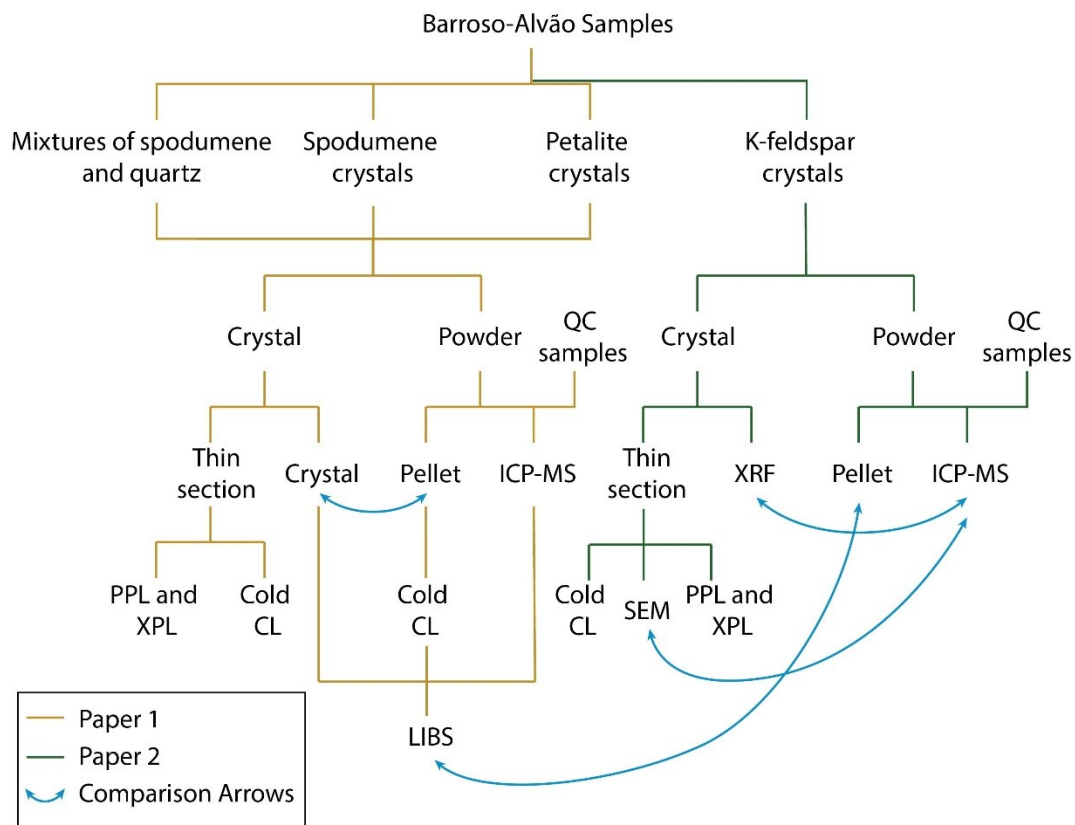 Barroso-Alvão Samples
Mixtures of spodumene
and quartz
Spodumene
crystals
Petalite
crystals
K-feldspar
crystals
Crystal
Powder
QC
samples
Crystal
Powder
QC
samples
Thin
section
Crystal
Pellet
ICP-MS
Thin
section
XRF
Pellet
ICP-MS
PPL and
XPL
Cold
CL
Cold
CL
Cold
CL
SEM
PPL and
XPL
LIBS
Paper 1
Paper 2
Comparison Arrows